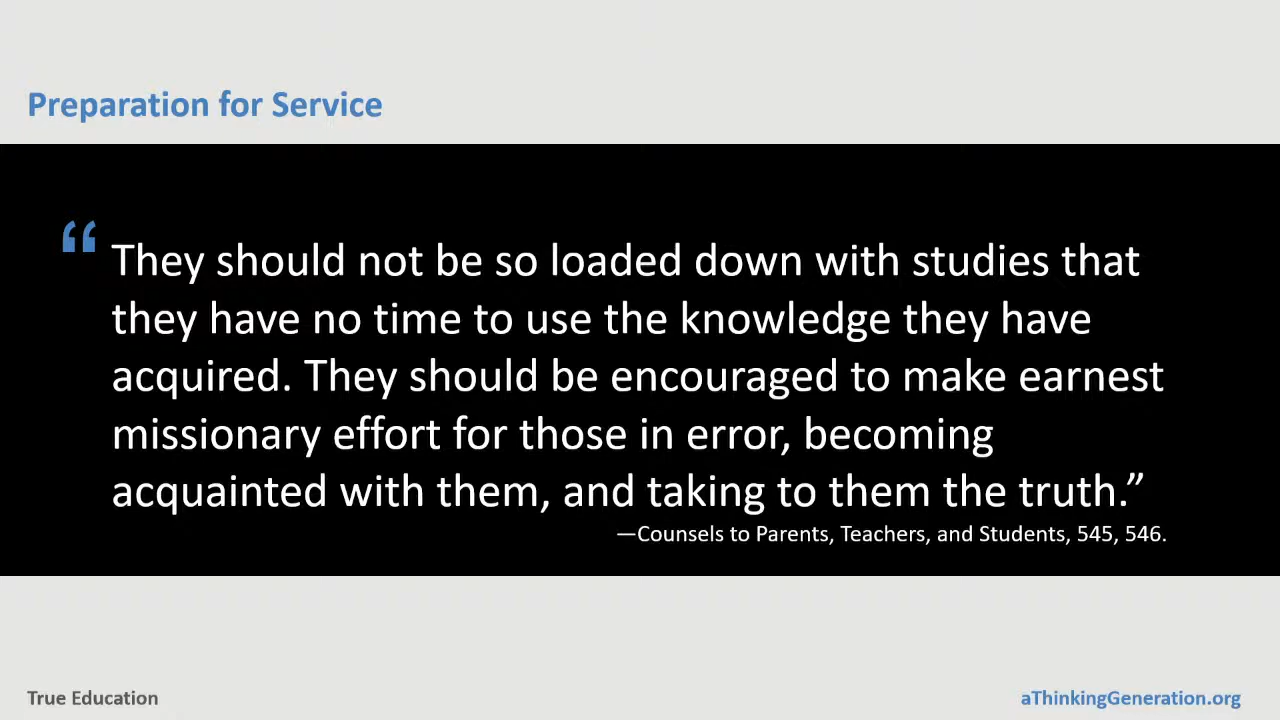 Preparation for Service
“They should not be so loaded down with studies that
they have no time to use the knowledge they have
acquired. They should be encouraged to make earnest
missionary effort for those in error, becoming
acquainted with them, and taking to them the truth.”
—Counsels to Parents, Teachers, and Students, 545, 546.
True Education
aThinkingGeneration.org